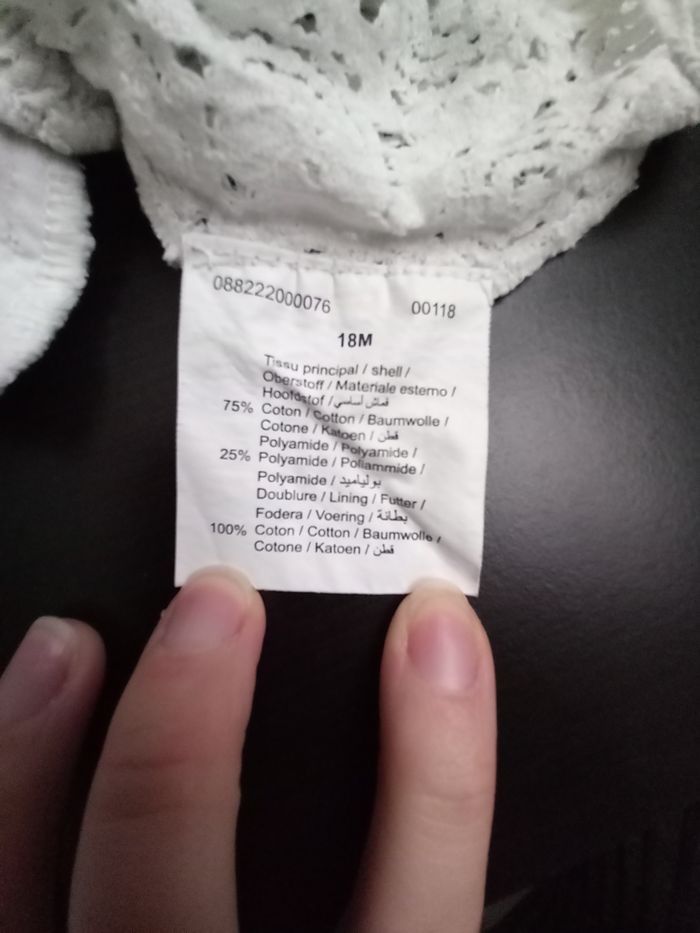 088222000076 00118
18M
Tissu principal / shell /
Oberstoff / Materiale esterno /
Hoofdstof / قماش أساسي
75% Coton / Cotton / Baumwolle /
Cotone / Katoen / قطن
Polyamide / Polyamide /
25% Polyamide / Poliammide /
Polyamide / بولياميد
Doublure / Lining / Futter /
Fodera / Voering / بطانة
100% Coton / Cotton / Baumwolle /
Cotone / Katoen / قطن